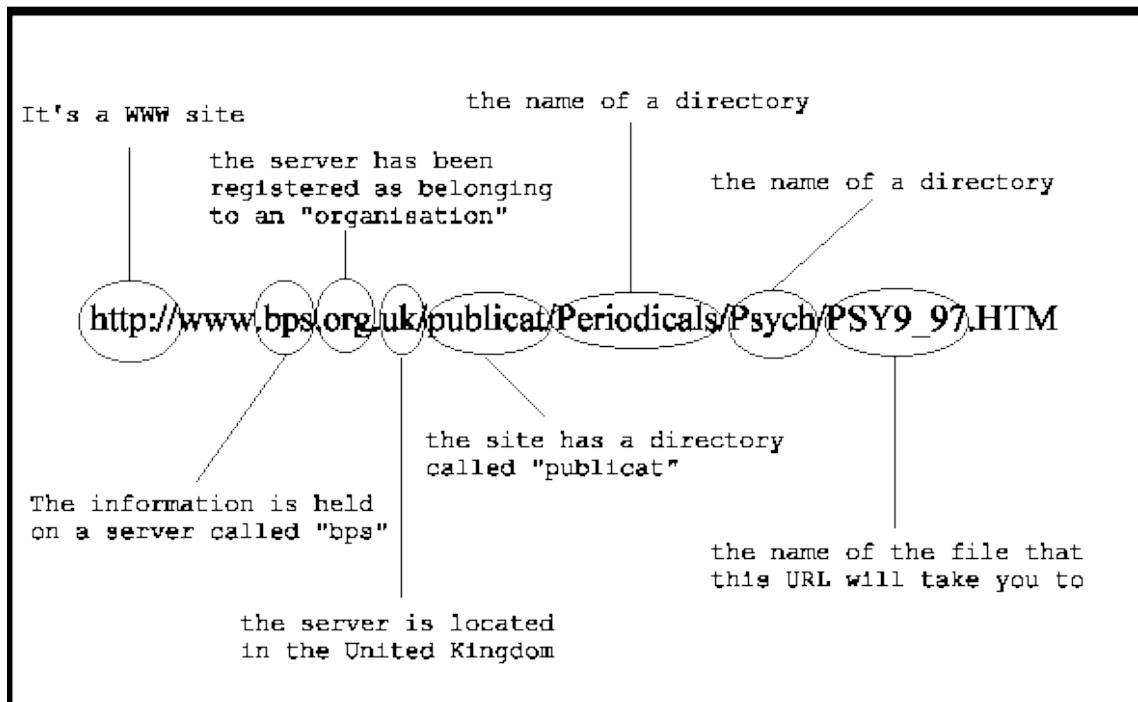 the name of a directory
It's a WWW site
the server has been
registered as belonging
to an "organisation"
the name of a directory
http://www.bps.org.uk/publicat/Periodicals/Psych/PSY9_97.HTM
the site has a directory
called "publicat"
The information is held
on a server called "bps"
the name of the file that
this URL will take you to
the server is located
in the United Kingdom